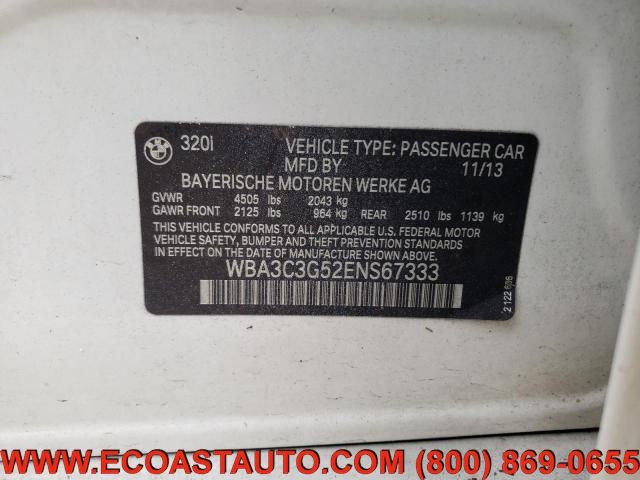 BMW
320i VEHICLE TYPE: PASSENGER CAR
MFD BY 11/13
BAYERISCHE MOTOREN WERKE AG
GVWR 4505 lbs 2043 kg
GAWR FRONT 2125 lbs 964 kg REAR 2510 lbs 1139 kg
THIS VEHICLE CONFORMS TO ALL APPLICABLE U.S. FEDERAL MOTOR
VEHICLE SAFETY, BUMPER AND THEFT PREVENTION STANDARDS
IN EFFECT ON THE DATE OF MANUFACTURE SHOWN ABOVE.
WBA3C3G52ENS67333
2122
WWW.ECOASTAUTO.COM (800) 869-0655